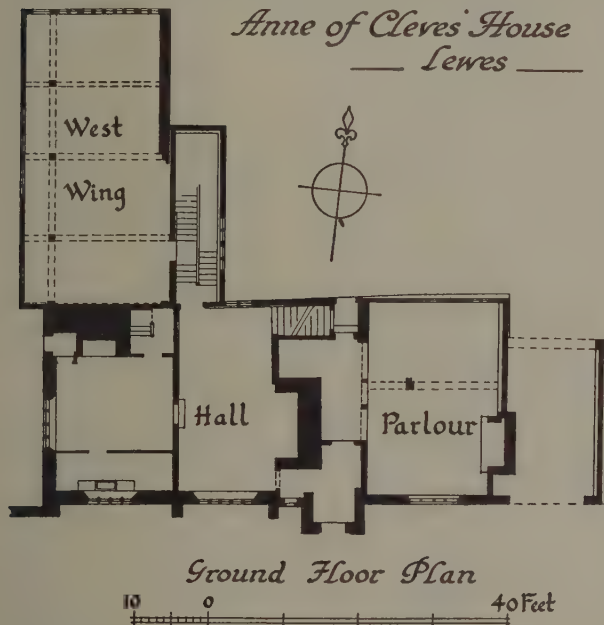 Anne of Cleves' House
Lewes
West
Wing
Hall
Parlour
Ground Floor Plan
10 0 40 Feet